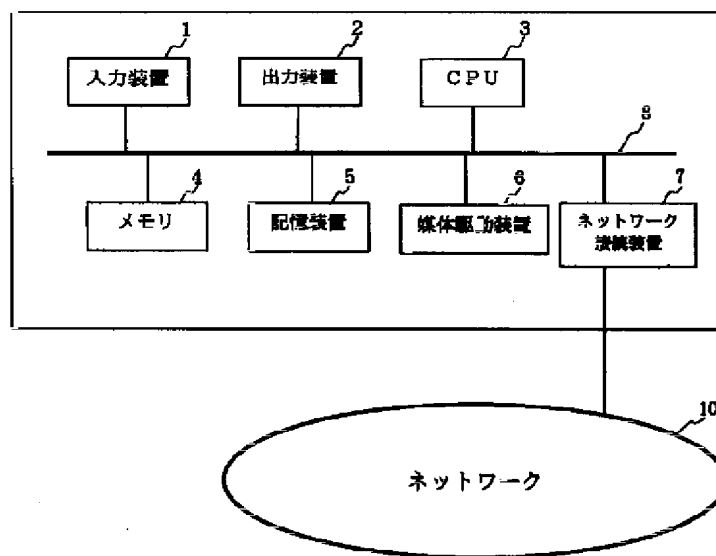 1
2
3
入力装置
出力装置
CPU
8
4
5
6
7
メモリ
記憶装置
媒体駆動装置
ネットワーク
接続装置
10
ネットワーク